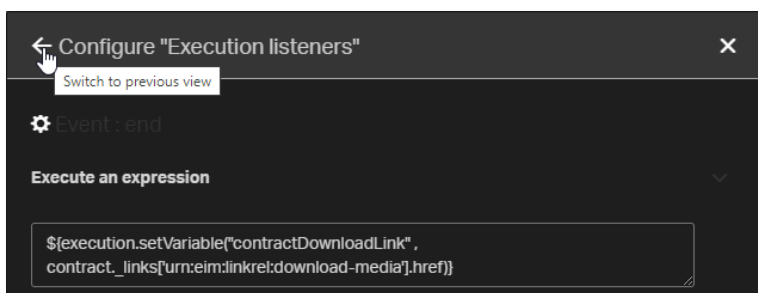 Configure "Execution listeners"
Switch to previous view
Event : end
Execute an expression
${execution.setVariable("contractDownloadLink" ,
contract._links['urn:eim:linkrel:download-media'].href)}